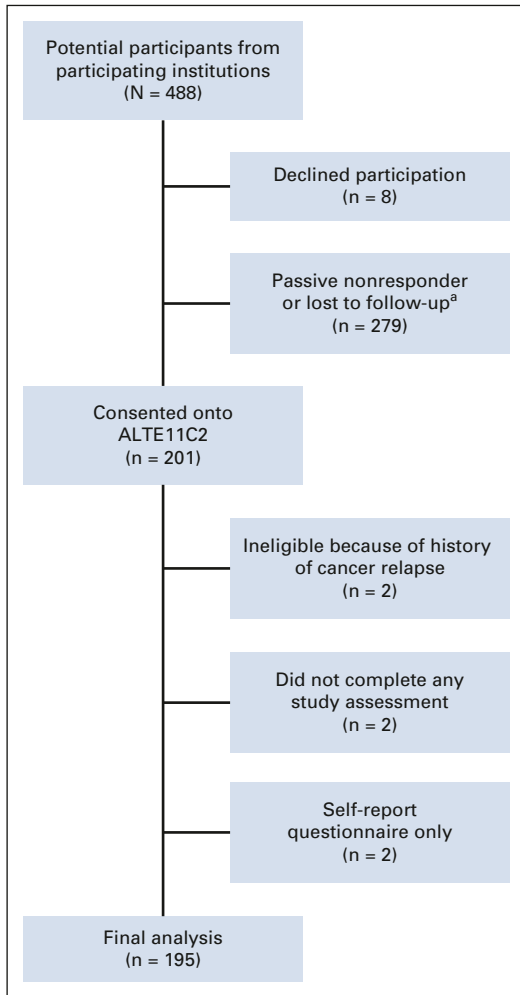 Potential participants from
participating institutions
(N = 488)
Declined participation
(n = 8)
Passive nonresponder
or lost to follow-upᵃ
(n = 279)
Consented onto
ALTE11C2
(n = 201)
Ineligible because of history
of cancer relapse
(n = 2)
Did not complete any
study assessment
(n = 2)
Self-report
questionnaire only
(n = 2)
Final analysis
(n = 195)